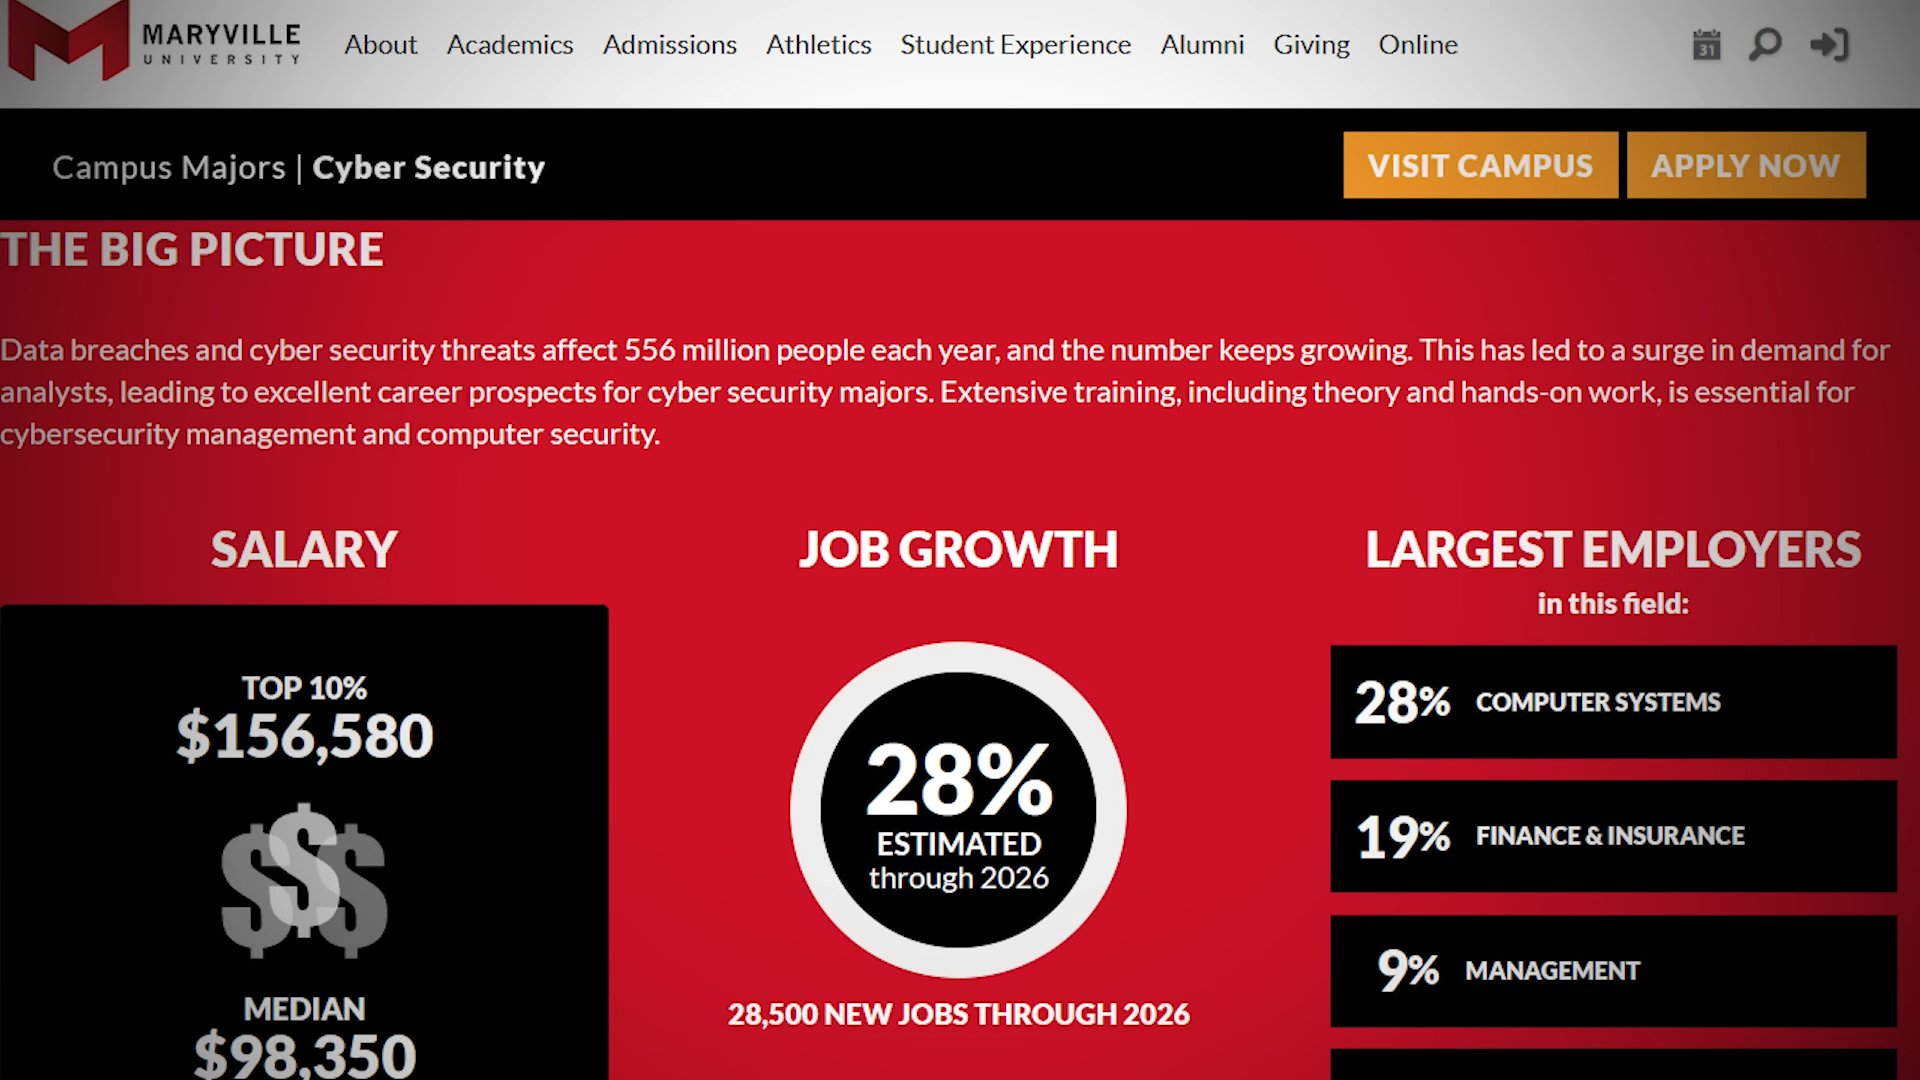 MARYVILLE
UNIVERSITY
About Academics Admissions Athletics Student Experience Alumni Giving Online
31
Campus Majors | Cyber Security
VISIT CAMPUS
APPLY NOW
THE BIG PICTURE
Data breaches and cyber security threats affect 556 million people each year, and the number keeps growing. This has led to a surge in demand for
analysts, leading to excellent career prospects for cyber security majors. Extensive training, including theory and hands-on work, is essential for
cybersecurity management and computer security.
SALARY
TOP 10%
$156,580
$$$
MEDIAN
$98,350
JOB GROWTH
28%
ESTIMATED
through 2026
28,500 NEW JOBS THROUGH 2026
LARGEST EMPLOYERS
in this field:
28% COMPUTER SYSTEMS
19% FINANCE & INSURANCE
9% MANAGEMENT